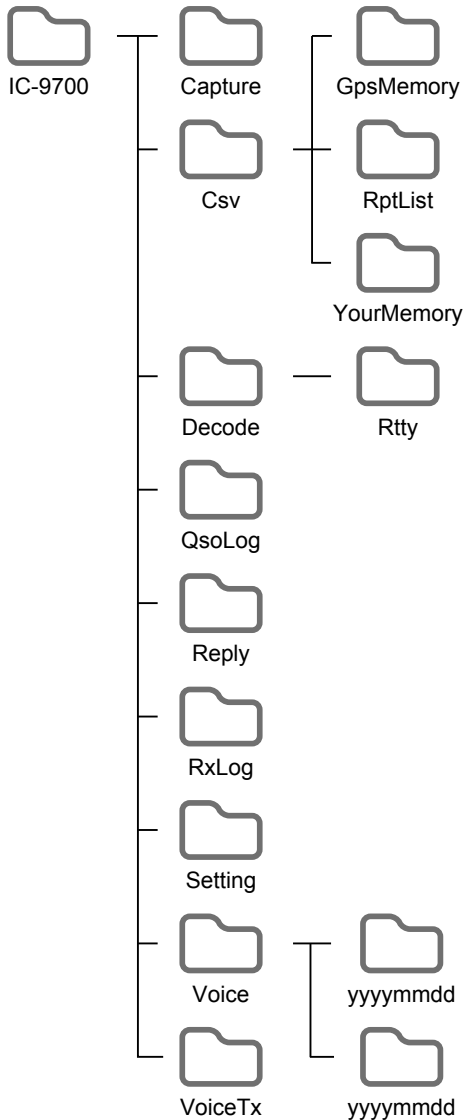 IC-9700
Capture
GpsMemory
Csv
RptList
YourMemory
Decode
Rtty
QsoLog
Reply
RxLog
Setting
Voice
yyyymmdd
VoiceTx
yyyymmdd